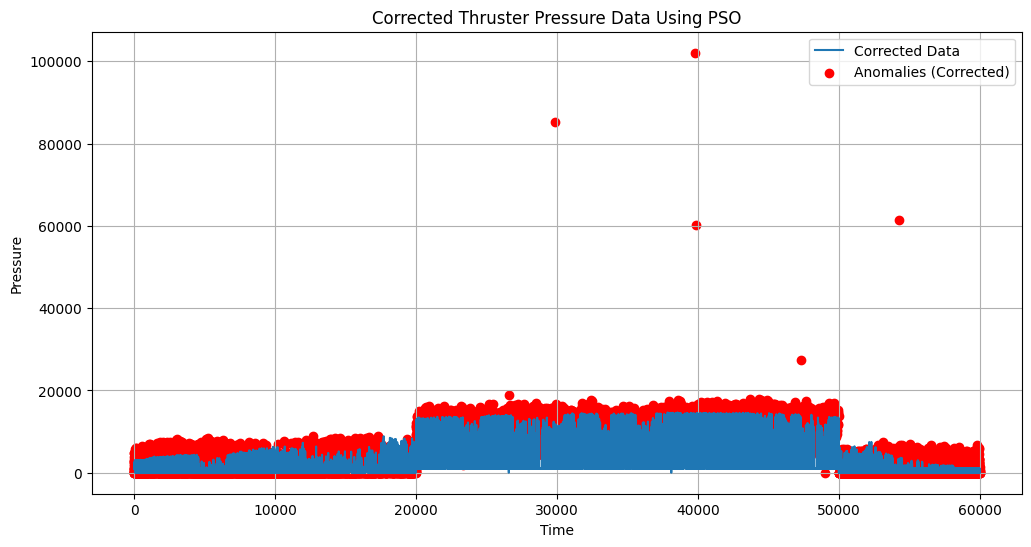 Corrected Thruster Pressure Data Using PSO
Corrected Data
Anomalies (Corrected)
Pressure
100000
80000
60000
40000
20000
0
0
10000
20000
30000
40000
50000
60000
Time